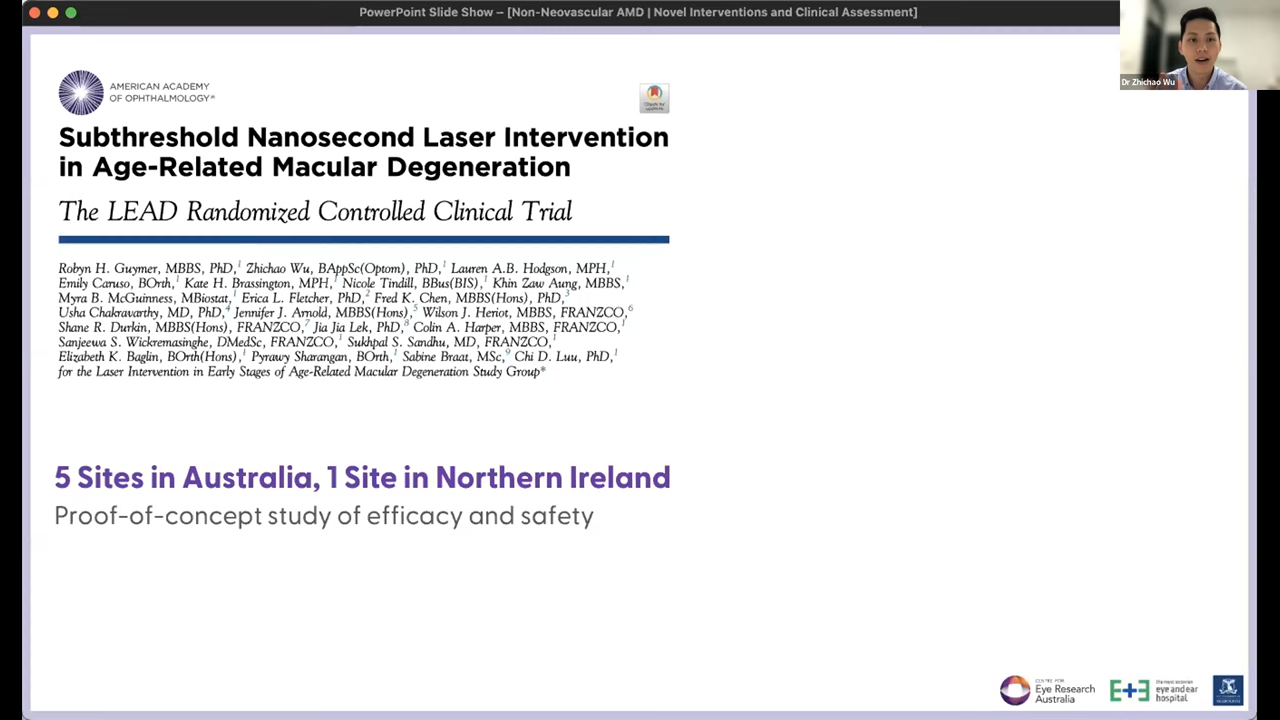 PowerPoint Slide Show – [Non-Neovascular AMD | Novel Interventions and Clinical Assessment]
Dr Zhichao Wu
AMERICAN ACADEMY
OF OPHTHALMOLOGY®
Subthreshold Nanosecond Laser Intervention
in Age-Related Macular Degeneration
The LEAD Randomized Controlled Clinical Trial
Robyn H. Guymer, MBBS, PhD,¹ Zhichao Wu, BAppSc(Optom), PhD,¹ Lauren A.B. Hodgson, MPH,¹
Emily Caruso, BOrth,¹ Kate H. Brassington, MPH,¹ Nicole Tindill, BBus(BIS),¹ Khin Zaw Aung, MBBS,¹
Myra B. McGuinness, MBiostat,¹ Erica L. Fletcher, PhD,² Fred K. Chen, MBBS(Hons), PhD,³
Usha Chakravarthy, MD, PhD,⁴ Jennifer J. Arnold, MBBS(Hons),⁵ Wilson J. Heriot, MBBS, FRANZCO,⁶
Shane R. Durkin, MBBS(Hons), FRANZCO,⁷ Jia Jia Lek, PhD,⁸ Colin A. Harper, MBBS, FRANZCO,¹
Sanjeewa S. Wickremasinghe, DMedSc, FRANZCO,¹ Sukhpal S. Sandhu, MD, FRANZCO,¹
Elizabeth K. Baglin, BOrth(Hons),¹ Pyrawy Sharangan, BOrth,¹ Sabine Braat, MSc,⁹ Chi D. Luu, PhD,¹
for the Laser Intervention in Early Stages of Age-Related Macular Degeneration Study Group*
5 Sites in Australia, 1 Site in Northern Ireland
Proof-of-concept study of efficacy and safety
CENTRE FOR
Eye Research
Australia
eye and ear
hospital